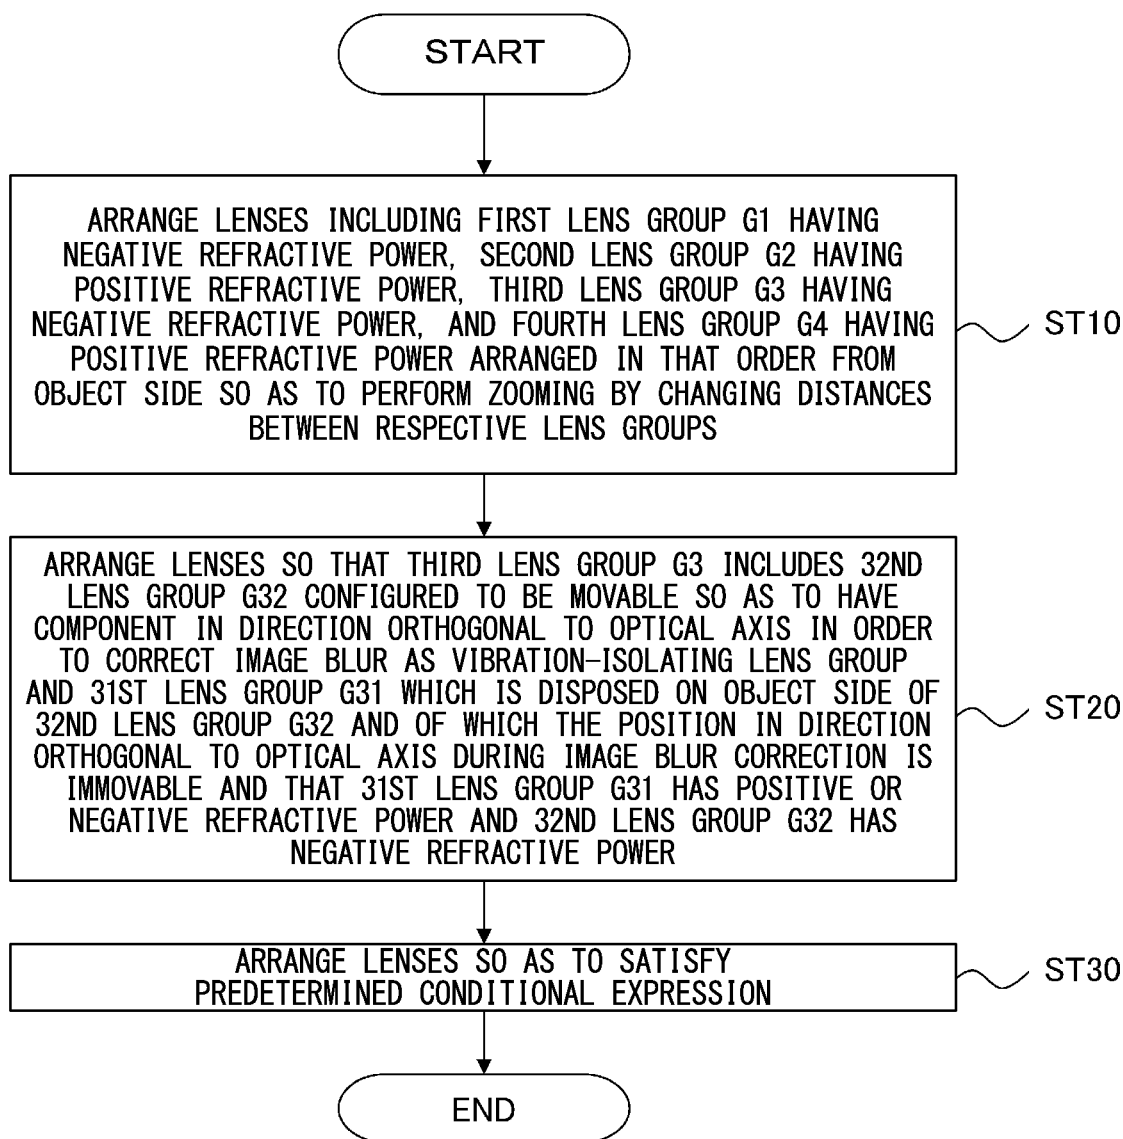 START
ARRANGE LENSES INCLUDING FIRST LENS GROUP G1 HAVING
NEGATIVE REFRACTIVE POWER, SECOND LENS GROUP G2 HAVING
POSITIVE REFRACTIVE POWER, THIRD LENS GROUP G3 HAVING
NEGATIVE REFRACTIVE POWER, AND FOURTH LENS GROUP G4 HAVING
POSITIVE REFRACTIVE POWER ARRANGED IN THAT ORDER FROM
OBJECT SIDE SO AS TO PERFORM ZOOMING BY CHANGING DISTANCES
BETWEEN RESPECTIVE LENS GROUPS
ST10
ARRANGE LENSES SO THAT THIRD LENS GROUP G3 INCLUDES 32ND
LENS GROUP G32 CONFIGURED TO BE MOVABLE SO AS TO HAVE
COMPONENT IN DIRECTION ORTHOGONAL TO OPTICAL AXIS IN ORDER
TO CORRECT IMAGE BLUR AS VIBRATION-ISOLATING LENS GROUP
AND 31ST LENS GROUP G31 WHICH IS DISPOSED ON OBJECT SIDE OF
32ND LENS GROUP G32 AND OF WHICH THE POSITION IN DIRECTION
ORTHOGONAL TO OPTICAL AXIS DURING IMAGE BLUR CORRECTION IS
IMMOVABLE AND THAT 31ST LENS GROUP G31 HAS POSITIVE OR
NEGATIVE REFRACTIVE POWER AND 32ND LENS GROUP G32 HAS
NEGATIVE REFRACTIVE POWER
ST20
ARRANGE LENSES SO AS TO SATISFY
PREDETERMINED CONDITIONAL EXPRESSION
ST30
END